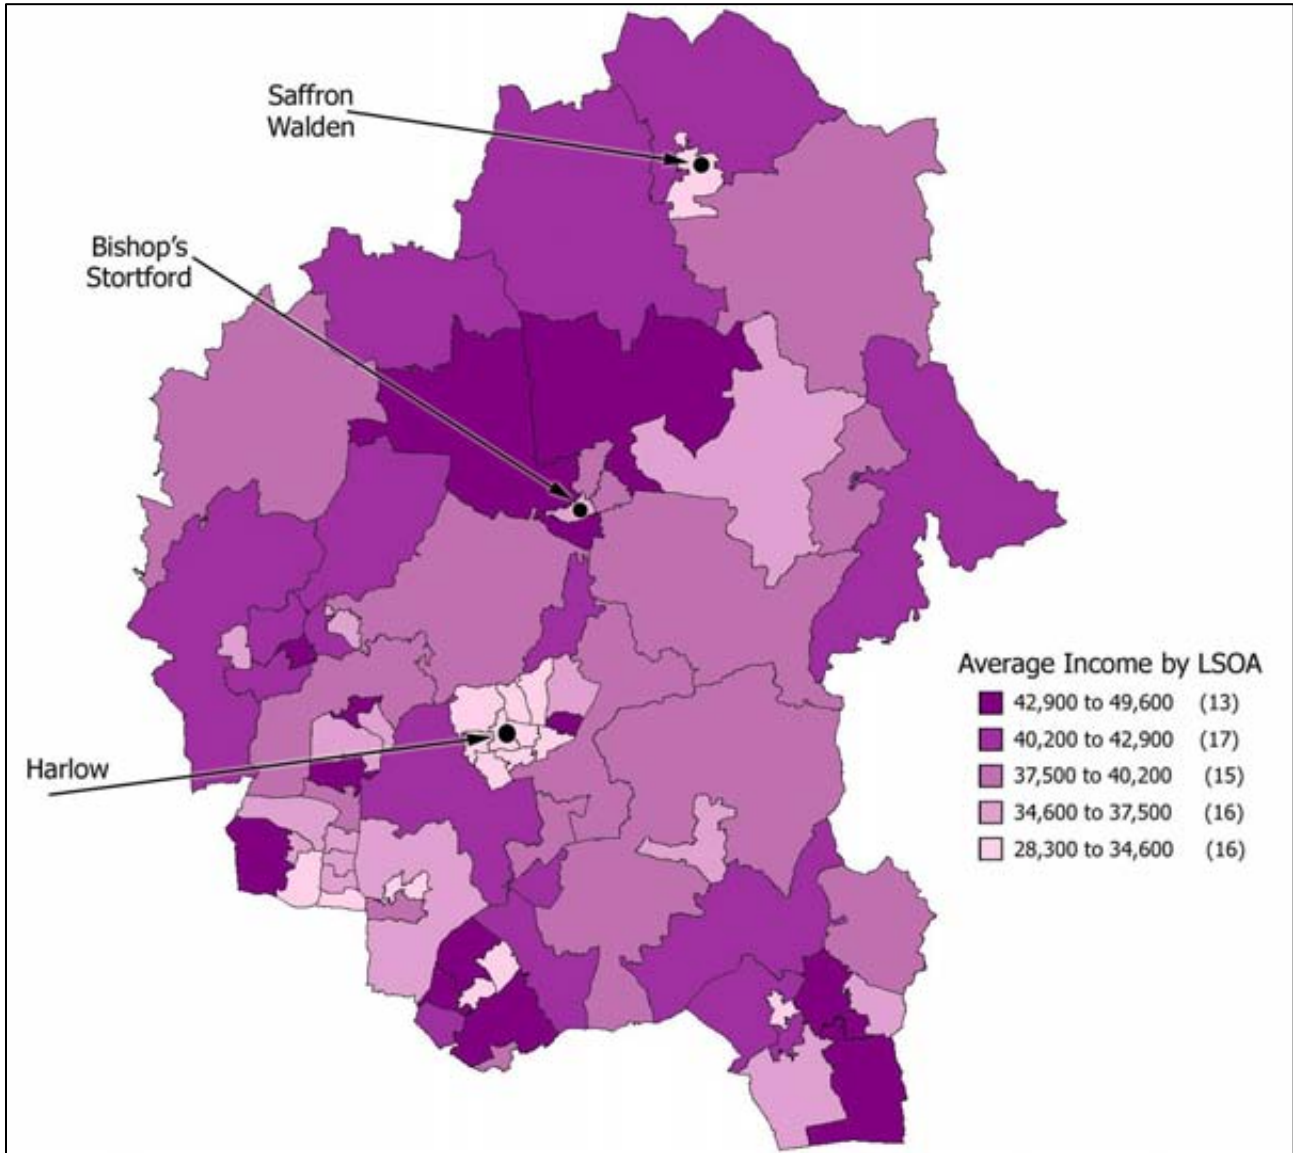 Saffron
Walden
Bishop's
Stortford
Harlow
Average Income by LSOA
42,900 to 49,600 (13)
40,200 to 42,900 (17)
37,500 to 40,200 (15)
34,600 to 37,500 (16)
28,300 to 34,600 (16)